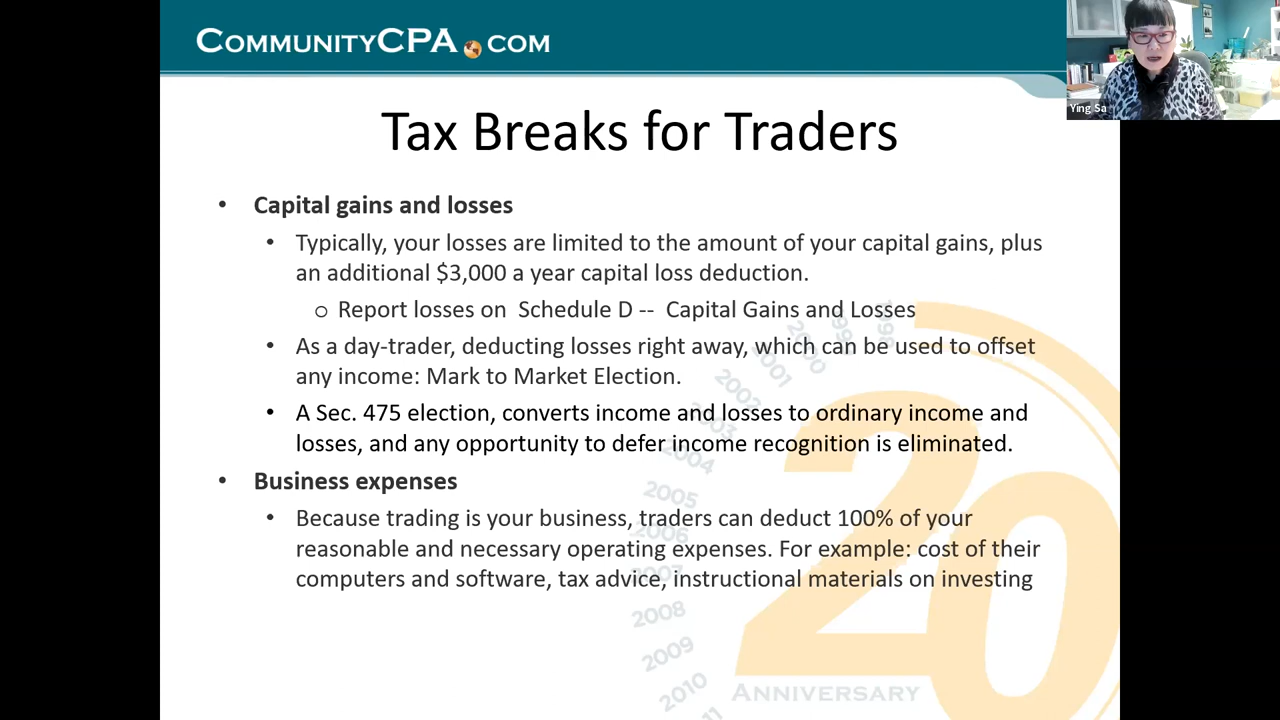 COMMUNITYCPA.COM
Ying Sa
Tax Breaks for Traders
• Capital gains and losses
• Typically, your losses are limited to the amount of your capital gains, plus
an additional $3,000 a year capital loss deduction.
o Report losses on Schedule D -- Capital Gains and Losses
• As a day-trader, deducting losses right away, which can be used to offset
any income: Mark to Market Election.
• A Sec. 475 election, converts income and losses to ordinary income and
losses, and any opportunity to defer income recognition is eliminated.
• Business expenses
• Because trading is your business, traders can deduct 100% of your
reasonable and necessary operating expenses. For example: cost of their
computers and software, tax advice, instructional materials on investing
1998
1999
2000
2001
2002
2003
2004
2005
2006
2007
2008
2009
2010
20
ANNIVERSARY